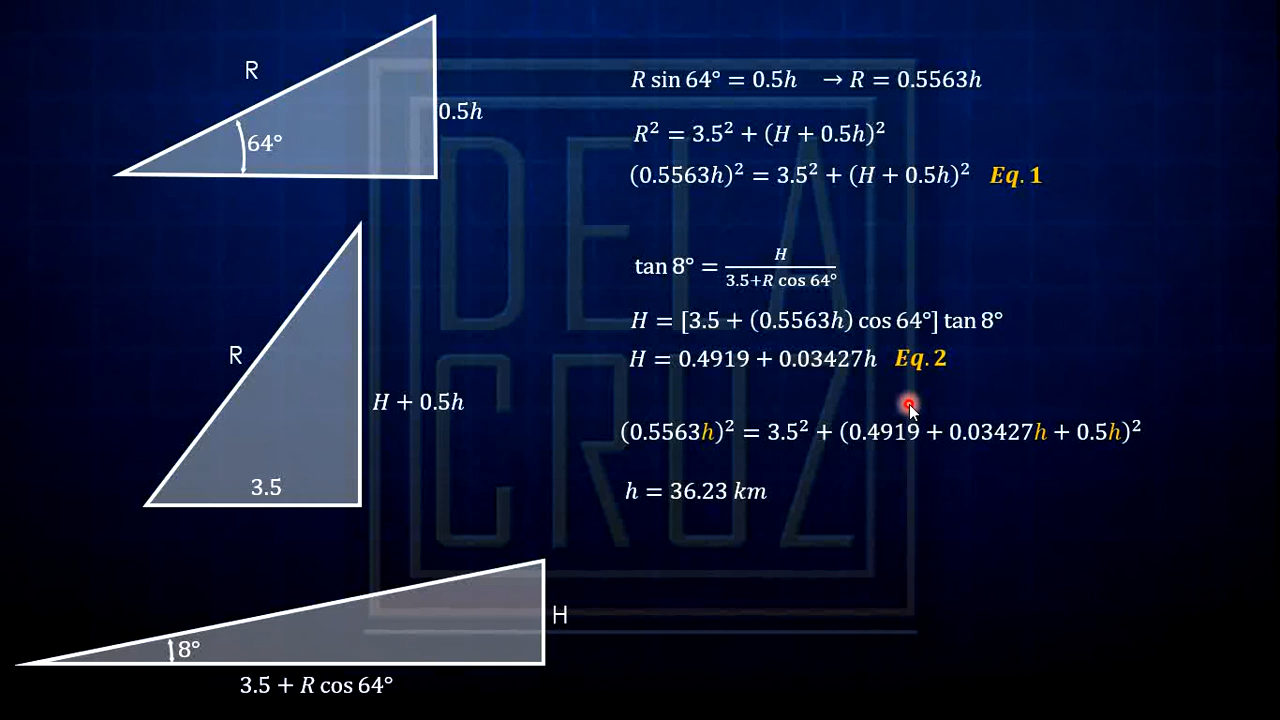 R
0.5h
64°
R
H + 0.5h
3.5
H
8°
3.5 + R cos 64°
R sin 64° = 0.5h → R = 0.5563h
R² = 3.5² + (H + 0.5h)²
(0.5563h)² = 3.5² + (H + 0.5h)² Eq. 1
tan 8° = H / 3.5+R cos 64°
H = [3.5 + (0.5563h) cos 64°] tan 8°
H = 0.4919 + 0.03427h Eq. 2
(0.5563h)² = 3.5² + (0.4919 + 0.03427h + 0.5h)²
h = 36.23 km
DELA
CRUZ